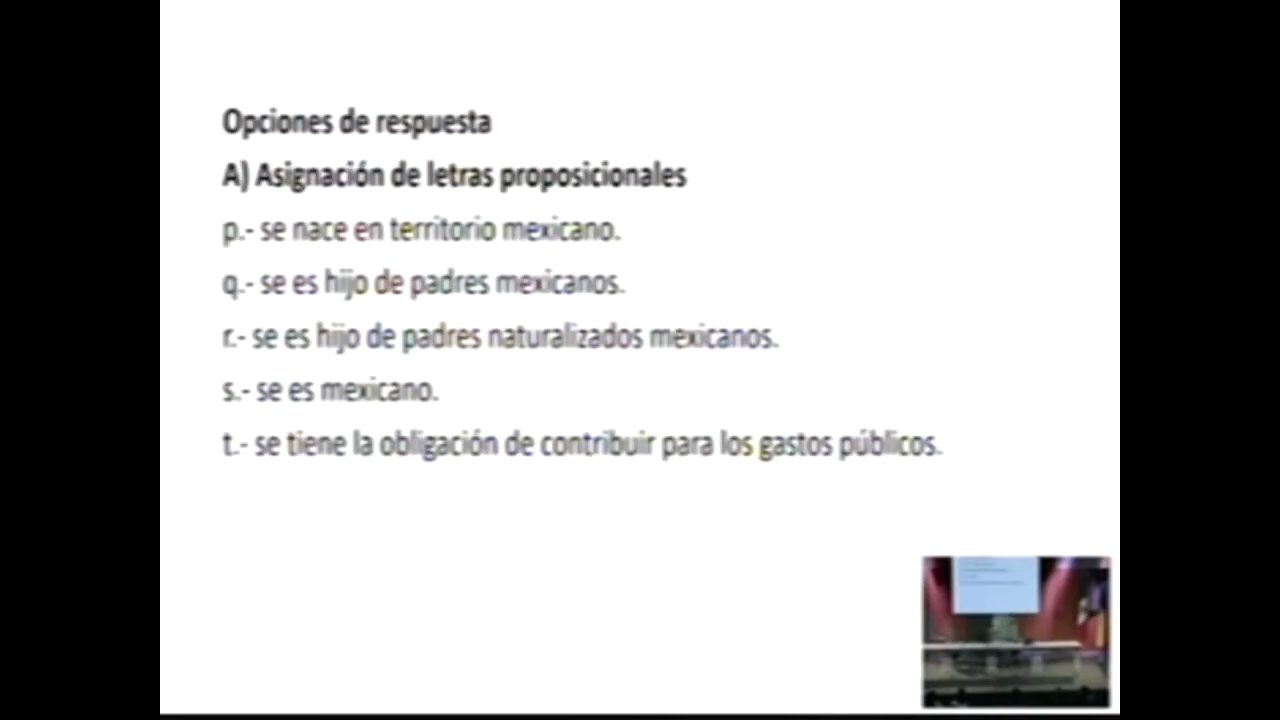 Opciones de respuesta
A) Asignación de letras proposicionales
p.- se nace en territorio mexicano.
q.- se es hijo de padres mexicanos.
r.- se es hijo de padres naturalizados mexicanos.
s.- se es mexicano.
t.- se tiene la obligación de contribuir para los gastos públicos.